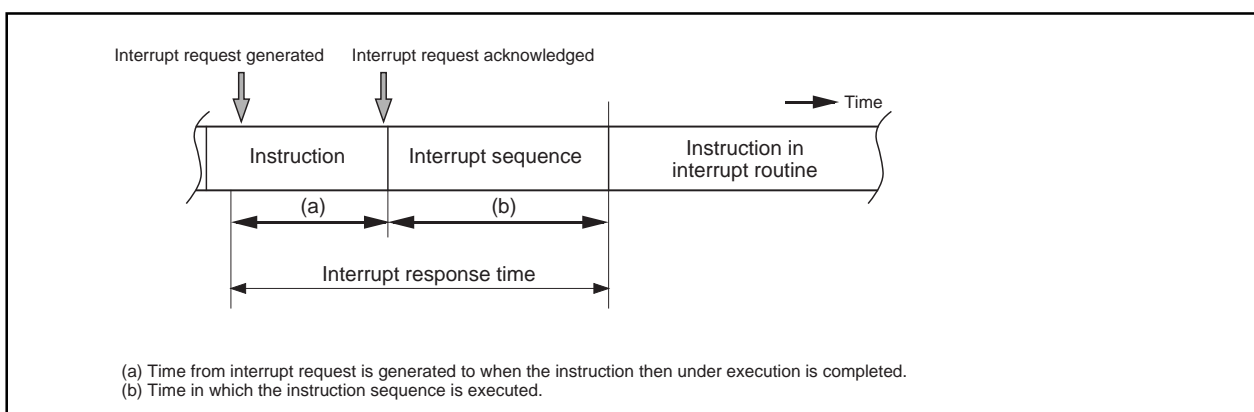 Interrupt request generated
Interrupt request acknowledged
Time
Instruction
Interrupt sequence
Instruction in
interrupt routine
(a)
(b)
Interrupt response time
(a) Time from interrupt request is generated to when the instruction then under execution is completed.
(b) Time in which the instruction sequence is executed.